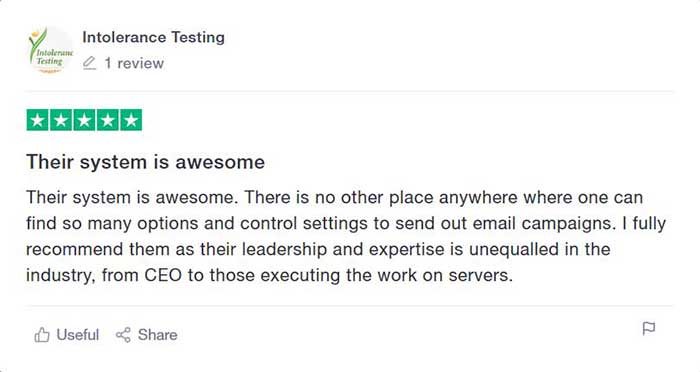 Intolerance Testing
Intoleranc
Testing
1 review
Their system is awesome
Their system is awesome. There is no other place anywhere where one can
find so many options and control settings to send out email campaigns. I fully
recommend them as their leadership and expertise is unequalled in the
industry, from CEO to those executing the work on servers.
Useful Share